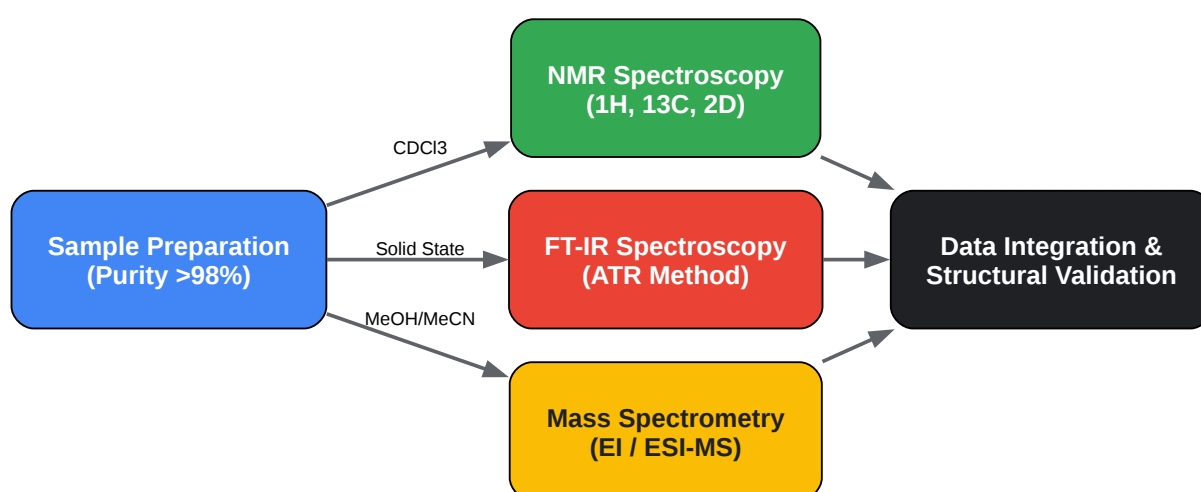 NMR Spectroscopy
(1H, 13C, 2D)
CDCl3
Sample Preparation
(Purity >98%)
Solid State
FT-IR Spectroscopy
(ATR Method)
Data Integration &
Structural Validation
MeOH/MeCN
Mass Spectrometry
(EI / ESI-MS)